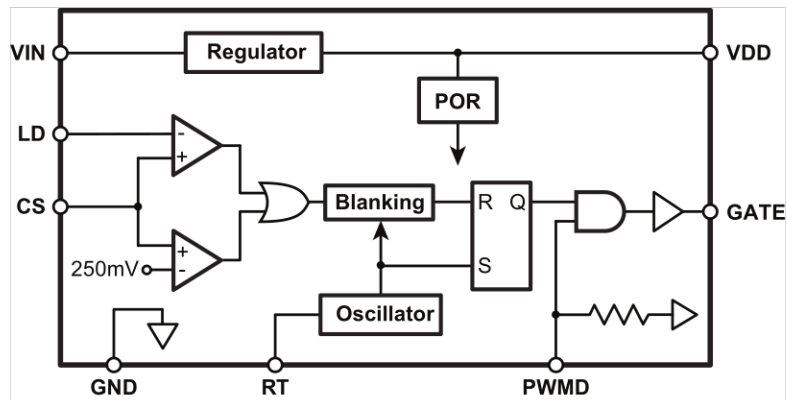 VIN
Regulator
VDD
POR
LD
-
+
CS
Blanking
R Q
GATE
+
250mV
-
S
Oscillator
GND
RT
PWMD